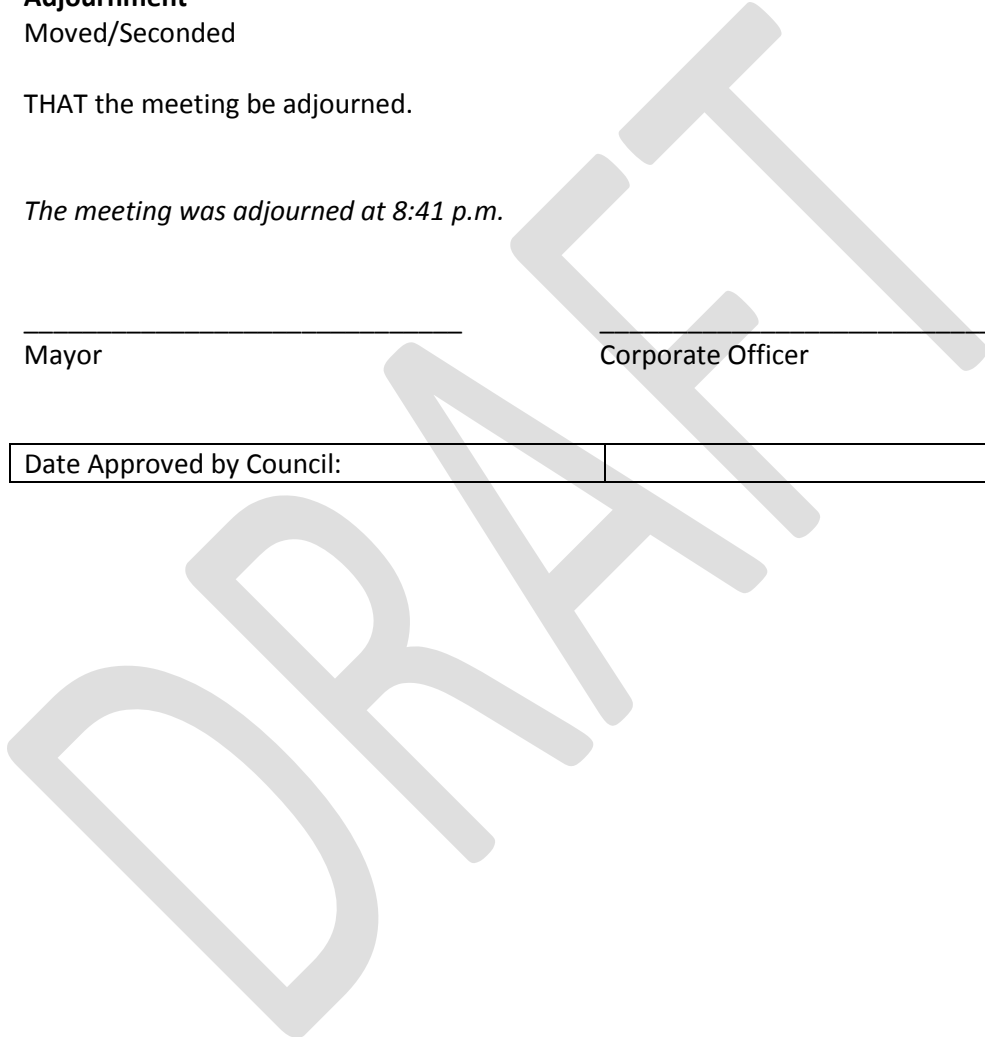 Adjournment
Moved/Seconded
THAT the meeting be adjourned.
The meeting was adjourned at 8:41 p.m.
Mayor
Corporate Officer
Date Approved by Council:
DRAFT